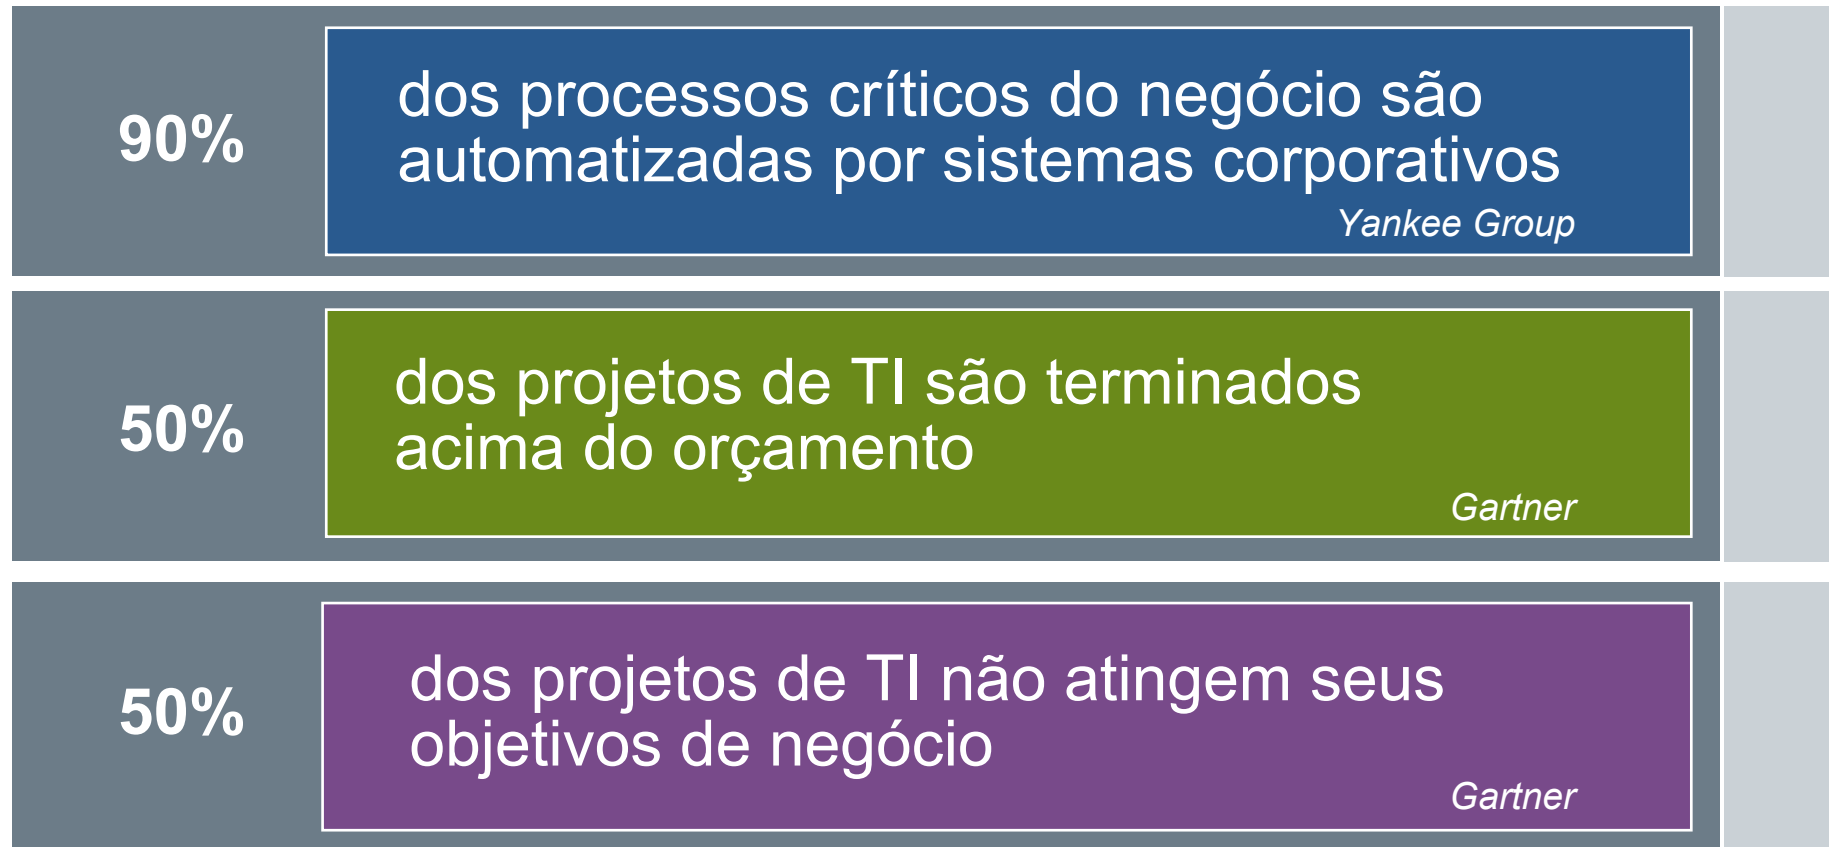 90%
dos processos críticos do negócio são
automatizadas por sistemas corporativos
Yankee Group
50%
dos projetos de TI são terminados
acima do orçamento
Gartner
50%
dos projetos de TI não atingem seus
objetivos de negócio
Gartner